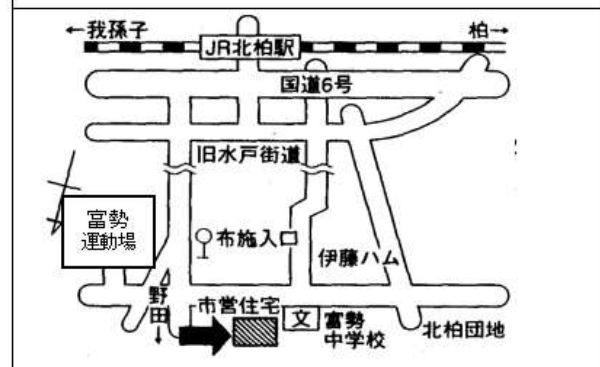 ←我孫子
柏→
JR北柏駅
国道6号
旧水戸街道
富勢
運動場
布施入口
伊藤ハム
野田↓
市営住宅
文
富勢
中学校
北柏団地